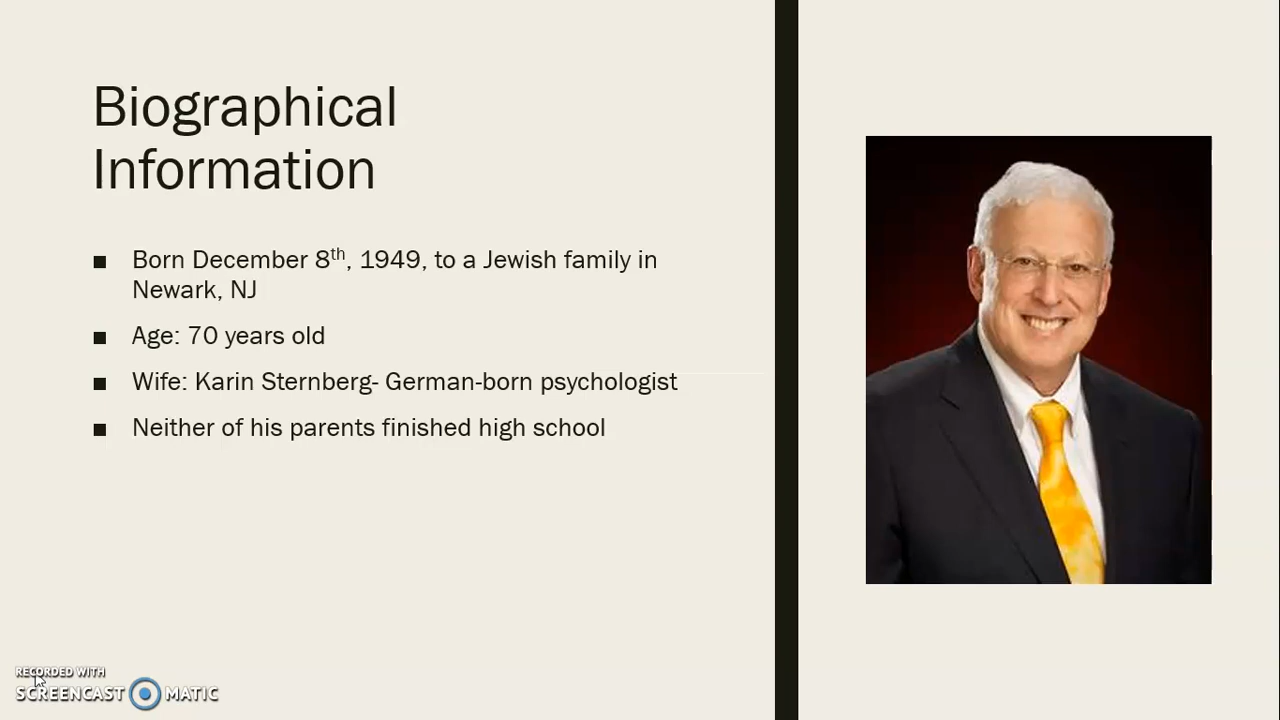 Biographical
Information
■ Born December 8th, 1949, to a Jewish family in
Newark, NJ
■ Age: 70 years old
■ Wife: Karin Sternberg- German-born psychologist
■ Neither of his parents finished high school
RECORDED WITH
SCREENCAST MATIC